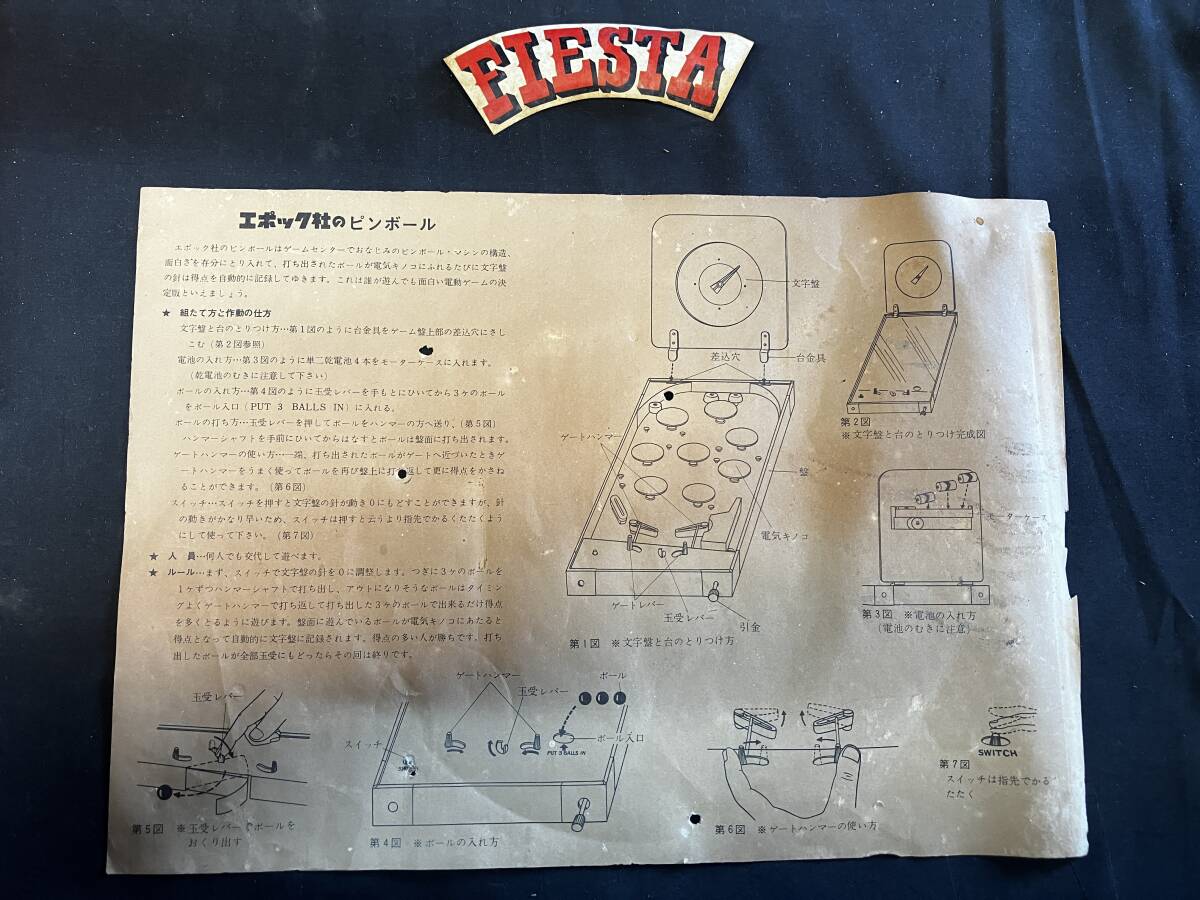 FIESTA
エポック社のピンボール
エポック社のピンボールはゲームセンターでおなじみのピンボール・マシンの構造、
面白さを存分にとり入れて、打ち出されたボールが電気キノコにふれるたびに文字盤
の針は得点を自動的に記録してゆきます。これは誰が遊んでも面白い電動ゲームの決
定版といえましょう。
★ 組たて方と作動の仕方
文字盤と台のとりつけ方…第1図のように台金具をゲーム盤上部の差込穴にさし
こむ(第2図参照)
電池の入れ方…第3図のように単二乾電池4本をモーターケースに入れます。
(乾電池のむきに注意して下さい)
ボールの入れ方…第4図のように玉受レバーを手もとにひいてから3ヶのボール
をボール入口(PUT 3 BALLS IN)に入れる。
ボールの打ち方…玉受レバーを押してボールをハンマーの方へ送り、(第5図)
ハンマーシャフトを手前にひいてからはなすとボールは盤面に打ち出されます。
ゲートハンマーの使い方…一端、打ち出されたボールがゲートへ近づいたときゲ
ートハンマーをうまく使ってボールを再び盤上に打 返して更に得点をかさね
ることができます。(第6図)
スイッチ…スイッチを押すと文字盤の針が動き0にもどすことができますが、針
の動きがかなり早いため、スイッチは押すと云うより指先でかるくたたくよう
にして使って下さい。(第7図)
★ 人 員…何人でも交代して遊べます。
★ ルール…まず、スイッチで文字盤の針を0に調整します。つぎに3ヶのボールを
1ヶずつハンマーシャフトで打ち出し、アウトになりそうなボールはタイミン
グよくゲートハンマーで打ち返して打ち出した3ヶのボールで出来るだけ得点
を多くとるように遊びます。盤面に遊んでいるボールが電気キノコにあたると
得点となって自動的に文字盤に記録されます。得点の多い人が勝ちです。打ち
出したボールが全部玉受にもどったらその回は終りです。
文字盤
差込穴
台金具
ゲートハンマー
盤
電気キノコ
ゲートレバー
玉受レバー
引金
第1図 ※文字盤と台のとりつけ方
第2図
※文字盤と台のとりつけ完成図
モーターケース
第3図 ※電池の入れ方
(電池のむきに注意)
玉受レバー
第5図 ※玉受レバーでボールを
おくり出す
ゲートハンマー
玉受レバー
ボール
スイッチ
ボール入口
PUT 3 BALLS IN
第4図 ※ボールの入れ方
第6図 ※ゲートハンマーの使い方
SWITCH
第7図
スイッチは指先でかる
くたたく